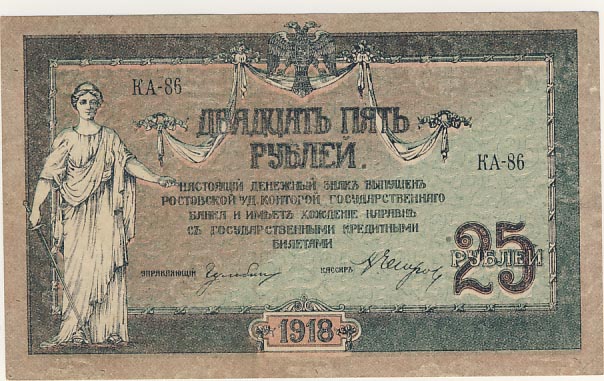 КА-86
ДВАДЦАТЬ ПЯТЬ
РУБЛЕЙ.
КА-86
НАСТОЯЩІЙ ДЕНЕЖНЫЙ ЗНАКЪ ВЫПУЩЕНЪ
РОСТОВСКОЙ КОНТОРОЙ ГОСУДАРСТВЕННАГО
БАНКА И ИМѢЕТЪ ХОЖДЕНІЕ НАРАВНѢ
СЪ ГОСУДАРСТВЕННЫМИ КРЕДИТНЫМИ
БИЛЕТАМИ
УПРАВЛЯЮЩІЙ
КАССИРЪ
25
РУБЛЕЙ
1918